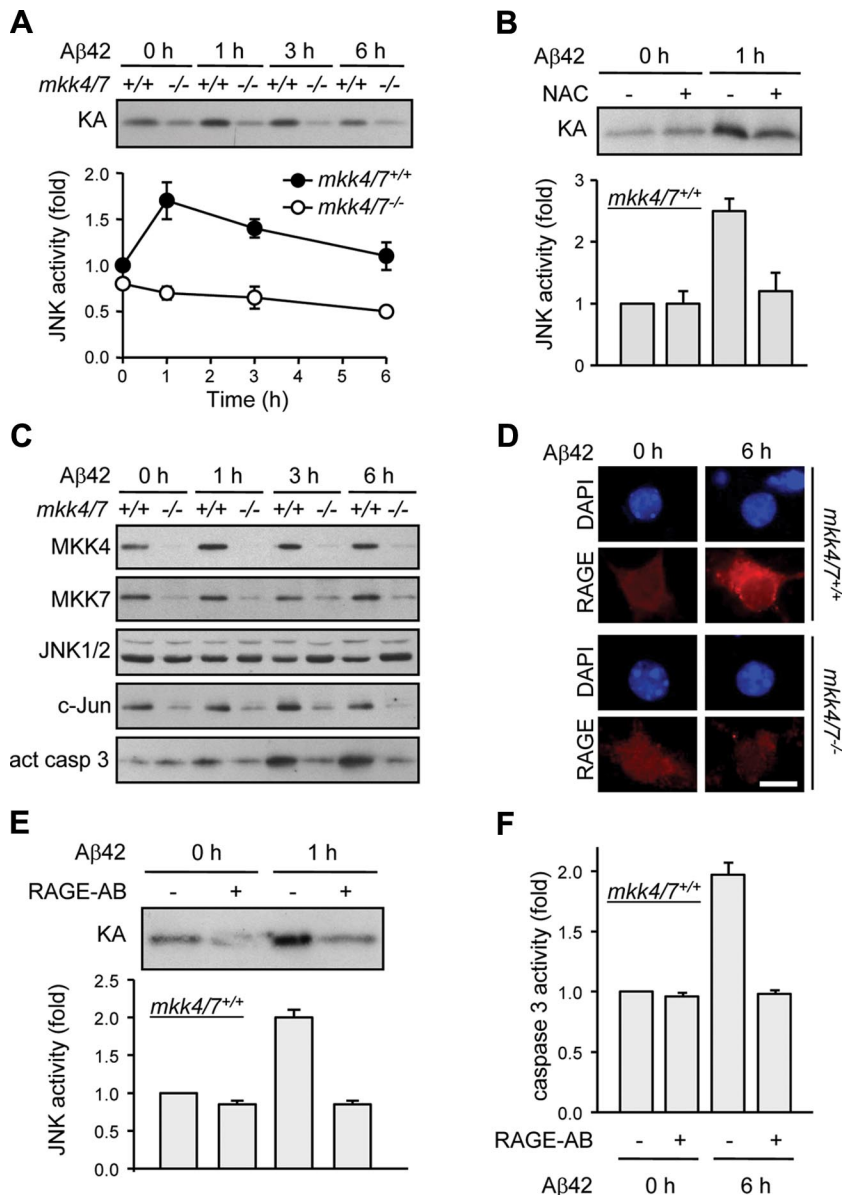 A
Aβ42 0 h 1 h 3 h 6 h
mkk4/7 +/+ -/- +/+ -/- +/+ -/- +/+ -/-
KA
JNK activity (fold)
2.0
1.5
1.0
0.5
0.0
mkk4/7+/+
mkk4/7-/-
0 1 2 3 4 5 6
Time (h)
B
Aβ42 0 h 1 h
NAC - + - +
KA
JNK activity (fold)
3
2
1
0
mkk4/7+/+
C
Aβ42 0 h 1 h 3 h 6 h
mkk4/7 +/+ -/- +/+ -/- +/+ -/- +/+ -/-
MKK4
MKK7
JNK1/2
c-Jun
act casp 3
D
Aβ42 0 h 6 h
DAPI
RAGE
mkk4/7+/+
DAPI
RAGE
mkk4/7-/-
E
Aβ42 0 h 1 h
RAGE-AB - + - +
KA
JNK activity (fold)
2.5
2.0
1.5
1.0
0.5
0.0
mkk4/7+/+
F
caspase 3 activity (fold)
2.0
1.5
1.0
0.5
0.0
mkk4/7+/+
RAGE-AB - + - +
Aβ42 0 h 6 h